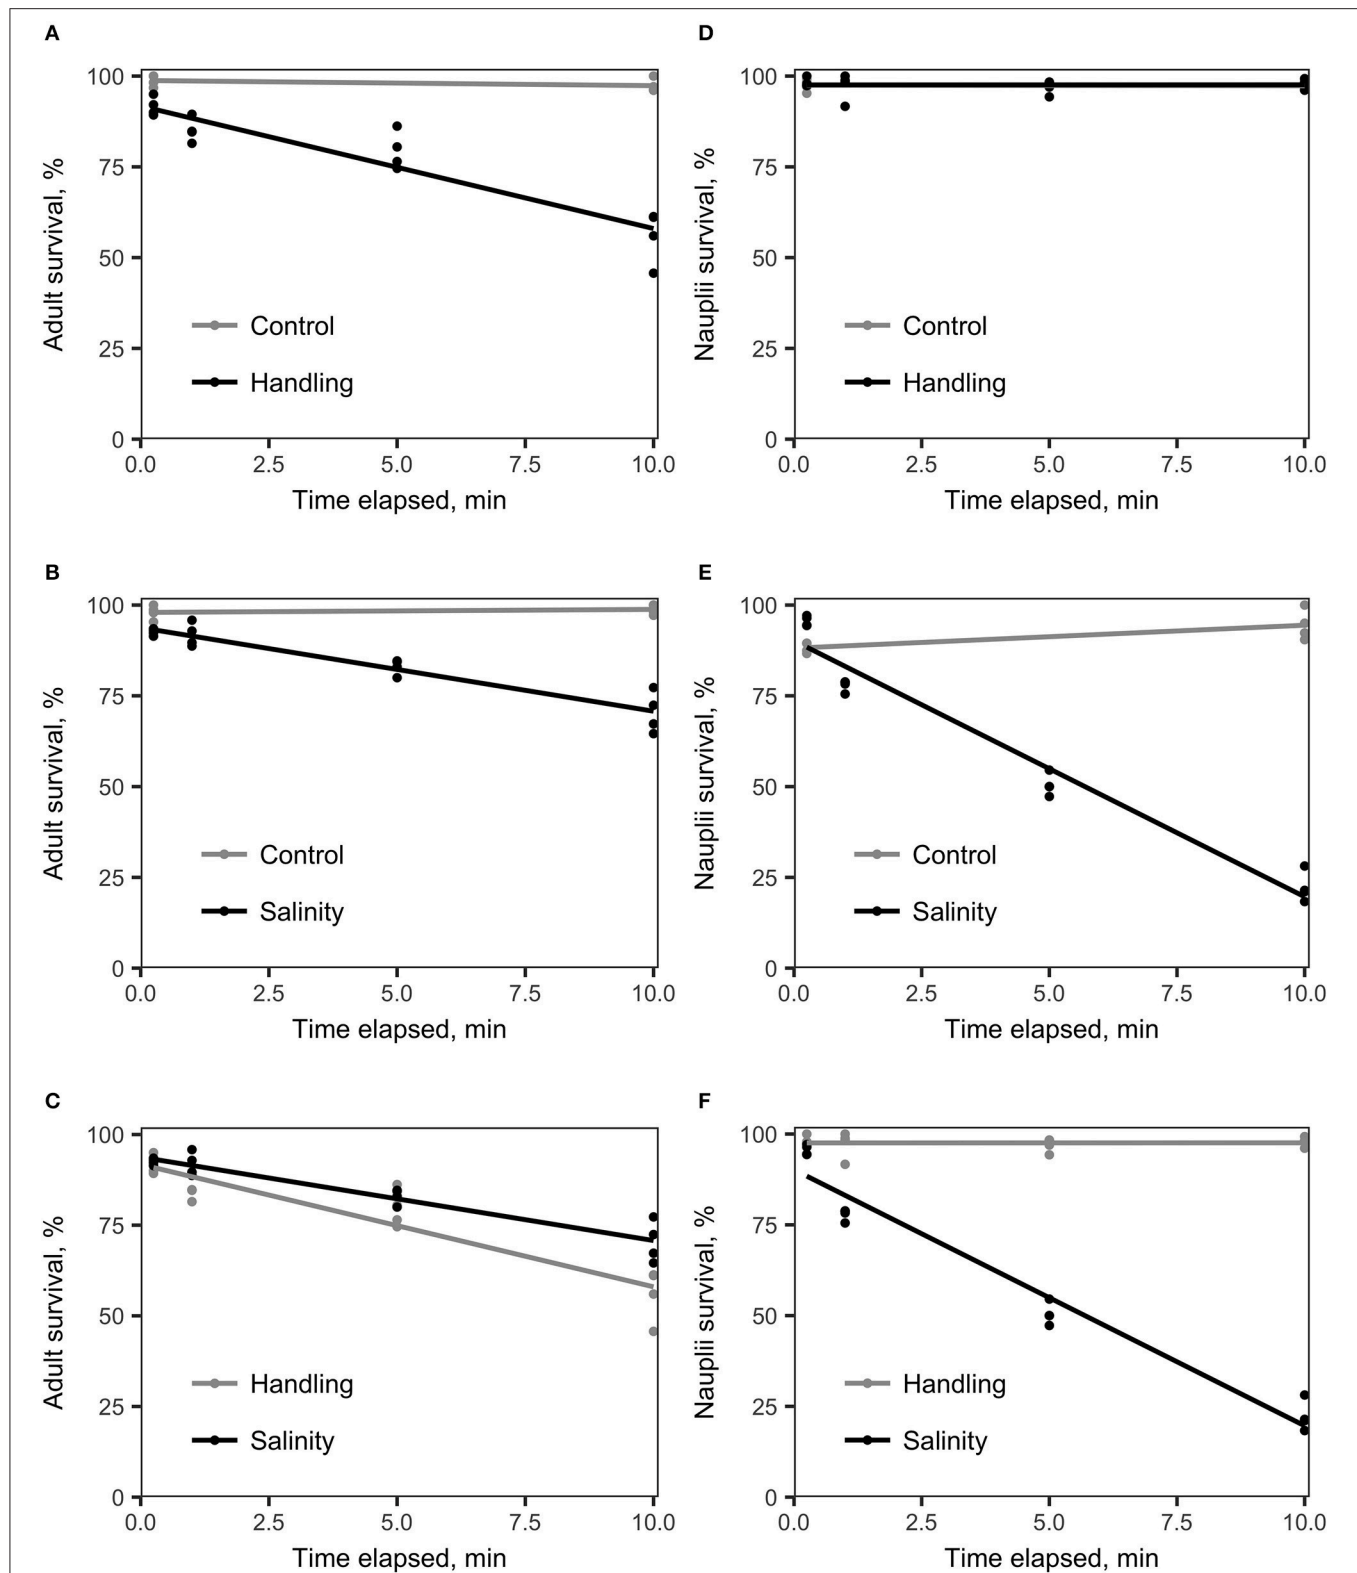 A
100
75
50
25
0
Adult survival, %
Control
Handling
0.0 2.5 5.0 7.5 10.0
Time elapsed, min
D
100
75
50
25
0
Nauplii survival, %
Control
Handling
0.0 2.5 5.0 7.5 10.0
Time elapsed, min
B
100
75
50
25
0
Adult survival, %
Control
Salinity
0.0 2.5 5.0 7.5 10.0
Time elapsed, min
E
100
75
50
25
0
Nauplii survival, %
Control
Salinity
0.0 2.5 5.0 7.5 10.0
Time elapsed, min
C
100
75
50
25
0
Adult survival, %
Handling
Salinity
0.0 2.5 5.0 7.5 10.0
Time elapsed, min
F
100
75
50
25
0
Nauplii survival, %
Handling
Salinity
0.0 2.5 5.0 7.5 10.0
Time elapsed, min